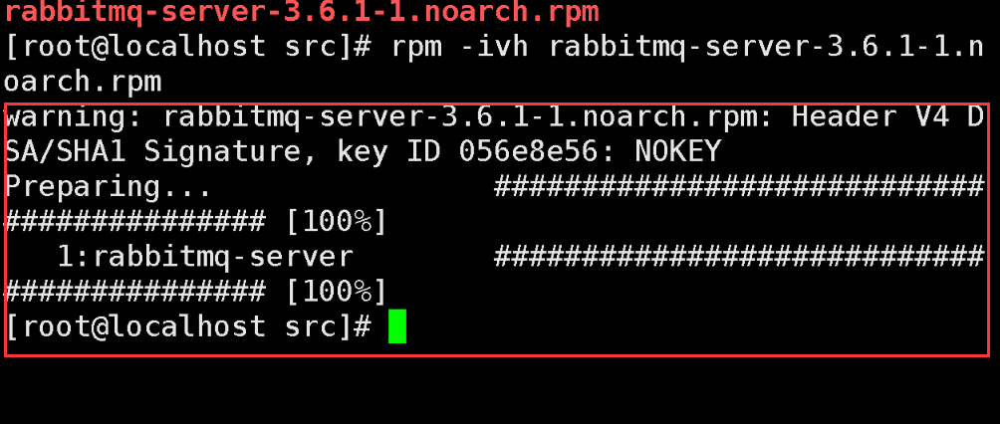 rabbitmq-server-3.6.1-1.noarch.rpm
[root@localhost src]# rpm -ivh rabbitmq-server-3.6.1-1.n
oarch.rpm
warning: rabbitmq-server-3.6.1-1.noarch.rpm: Header V4 D
SA/SHA1 Signature, key ID 056e8e56: NOKEY
Preparing...                ############################
############### [100%]
   1:rabbitmq-server        ############################
############### [100%]
[root@localhost src]#